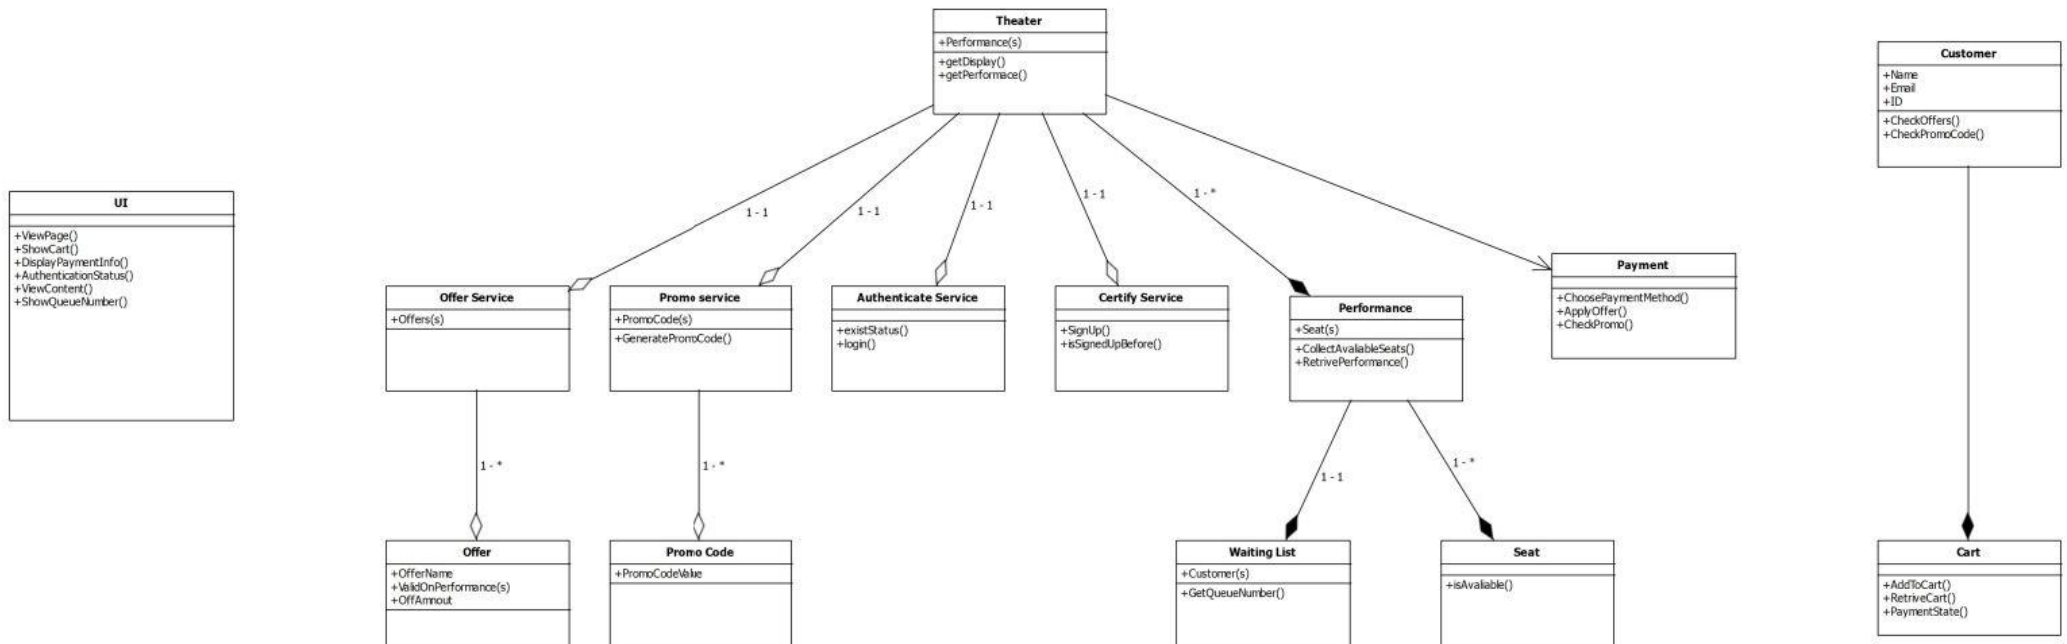 Theater
+Performance(s)
+getDisplay()
+getPerformace()
Customer
+Name
+Email
+ID
+CheckOffers()
+CheckPromoCode()
UI
+ViewPage()
+ShowCart()
+DisplayPaymentInfo()
+AuthenticationStatus()
+ViewContent()
+ShowQueueNumber()
1 - 1
1 - 1
1 - 1
1 - 1
1 - *
Offer Service
+Offers(s)
Promo service
+PromoCode(s)
+GeneratePromoCode()
Authenticate Service
+existStatus()
+login()
Certify Service
+SignUp()
+isSignedUpBefore()
Performance
+Seat(s)
+CollectAvaliableSeats()
+RetrivePerformance()
Payment
+ChoosePaymentMethod()
+ApplyOffer()
+CheckPromo()
1 - *
1 - *
1 - 1
1 - *
Offer
+OfferName
+ValidOnPerformance(s)
+OffAmnout
Promo Code
+PromoCodeValue
Waiting List
+Customer(s)
+GetQueueNumber()
Seat
+isAvaliable()
Cart
+AddToCart()
+RetriveCart()
+PaymentState()